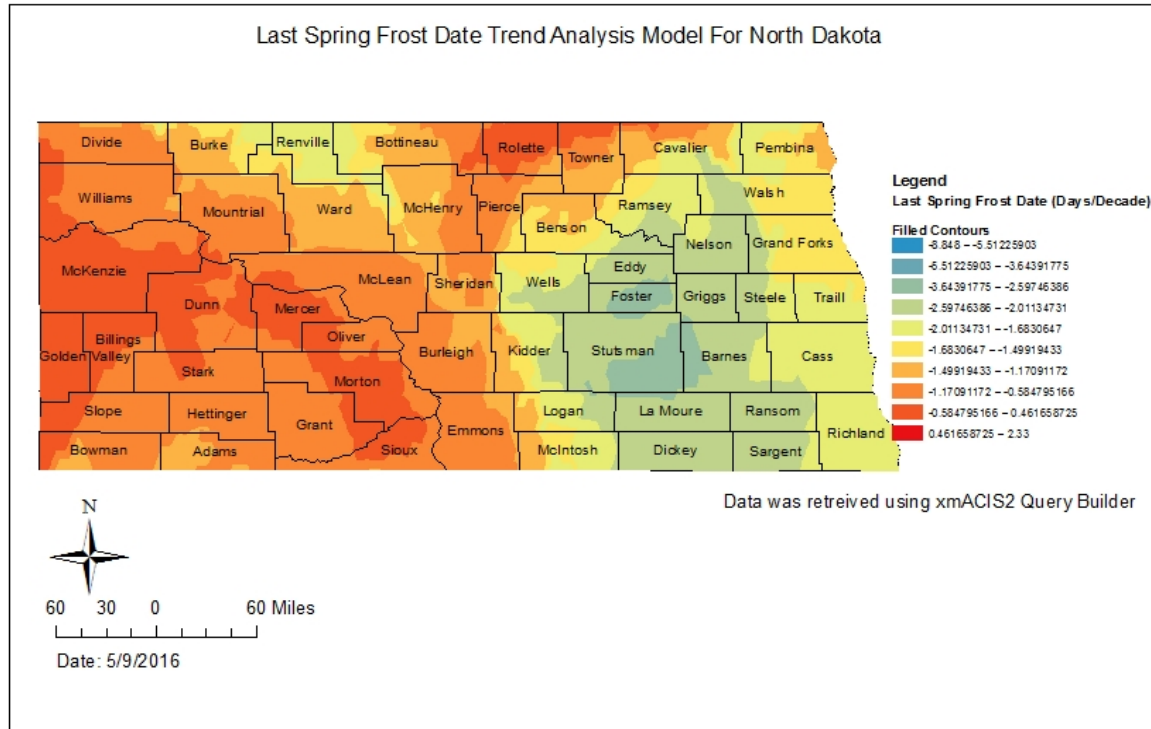 Last Spring Frost Date Trend Analysis Model For North Dakota
Divide
Burke
Renville
Bottineau
Rolette
Towner
Cavalier
Pembina
Williams
Mountrial
Ward
McHenry
Pierce
Benson
Ramsey
Walsh
Nelson
Grand Forks
McKenzie
Dunn
Mercer
McLean
Sheridan
Wells
Eddy
Foster
Griggs
Steele
Traill
Golden Valley
Billings
Oliver
Stark
Morton
Burleigh
Kidder
Stutsman
Barnes
Cass
Slope
Hettinger
Grant
Emmons
Logan
La Moure
Ransom
Richland
Bowman
Adams
Sioux
McIntosh
Dickey
Sargent
Legend
Last Spring Frost Date (Days/Decade)
Filled Contours
-8.848 – -5.51225903
-5.51225903 – -3.64391775
-3.64391775 – -2.59746386
-2.59746386 – -2.01134731
-2.01134731 – -1.6830647
-1.6830647 – -1.49919433
-1.49919433 – -1.17091172
-1.17091172 – -0.584795166
-0.584795166 – 0.461658725
0.461658725 – 2.33
Data was retreived using xmACIS2 Query Builder
N
60 30 0 60 Miles
Date: 5/9/2016